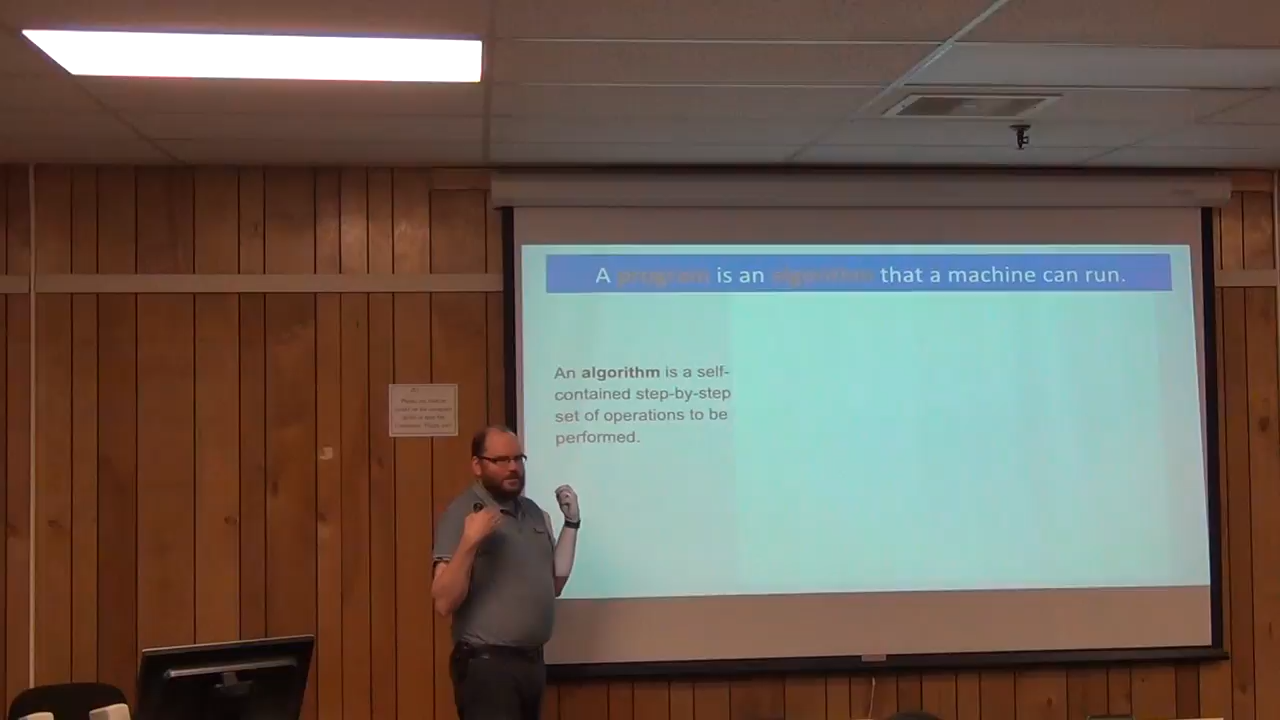 A program is an algorithm that a machine can run.
An algorithm is a self-
contained step-by-step
set of operations to be
performed.